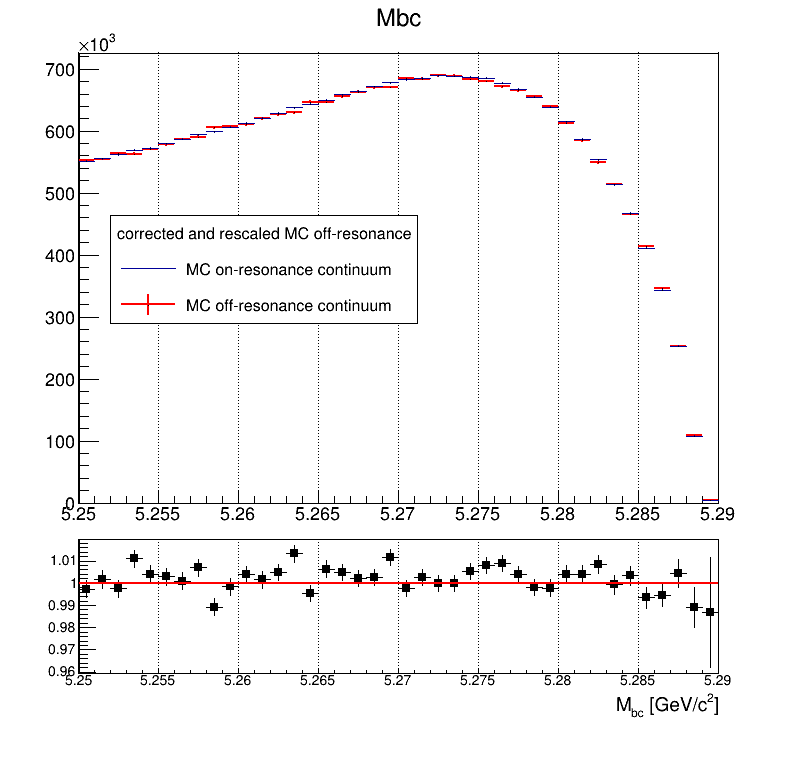 Mbc
×10³
700
600
500
400
300
200
100
0
5.25 5.255 5.26 5.265 5.27 5.275 5.28 5.285 5.29
corrected and rescaled MC off-resonance
MC on-resonance continuum
MC off-resonance continuum
1.01
1
0.99
0.98
0.97
0.96
5.25 5.255 5.26 5.265 5.27 5.275 5.28 5.285 5.29
M_bc [GeV/c²]